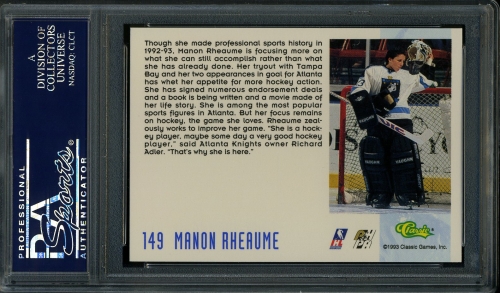 PROFESSIONAL
PSA
Sports
AUTHENTICATOR
A
DIVISION OF
COLLECTORS
UNIVERSE
NASDAQ: CLCT
Though she made professional sports history in
1992-93, Manon Rheaume is focusing more on
what she can still accomplish rather than what
she has already done. Her tryout with Tampa
Bay and her two appearances in goal for Atlanta
has whet her appetite for more hockey action.
She has signed numerous endorsement deals
and a book is being written and a movie made of
her life story. She is among the most popular
sports figures in Atlanta. But her focus remains
on hockey, the game she loves. Rheaume zeal-
ously works to improve her game. "She is a hoc-
key player, maybe some day a very good hockey
player," said Atlanta Knights owner Richard
Adler. "That's why she is here."
149 MANON RHEAUME
Classic
©1993 Classic Games, Inc.